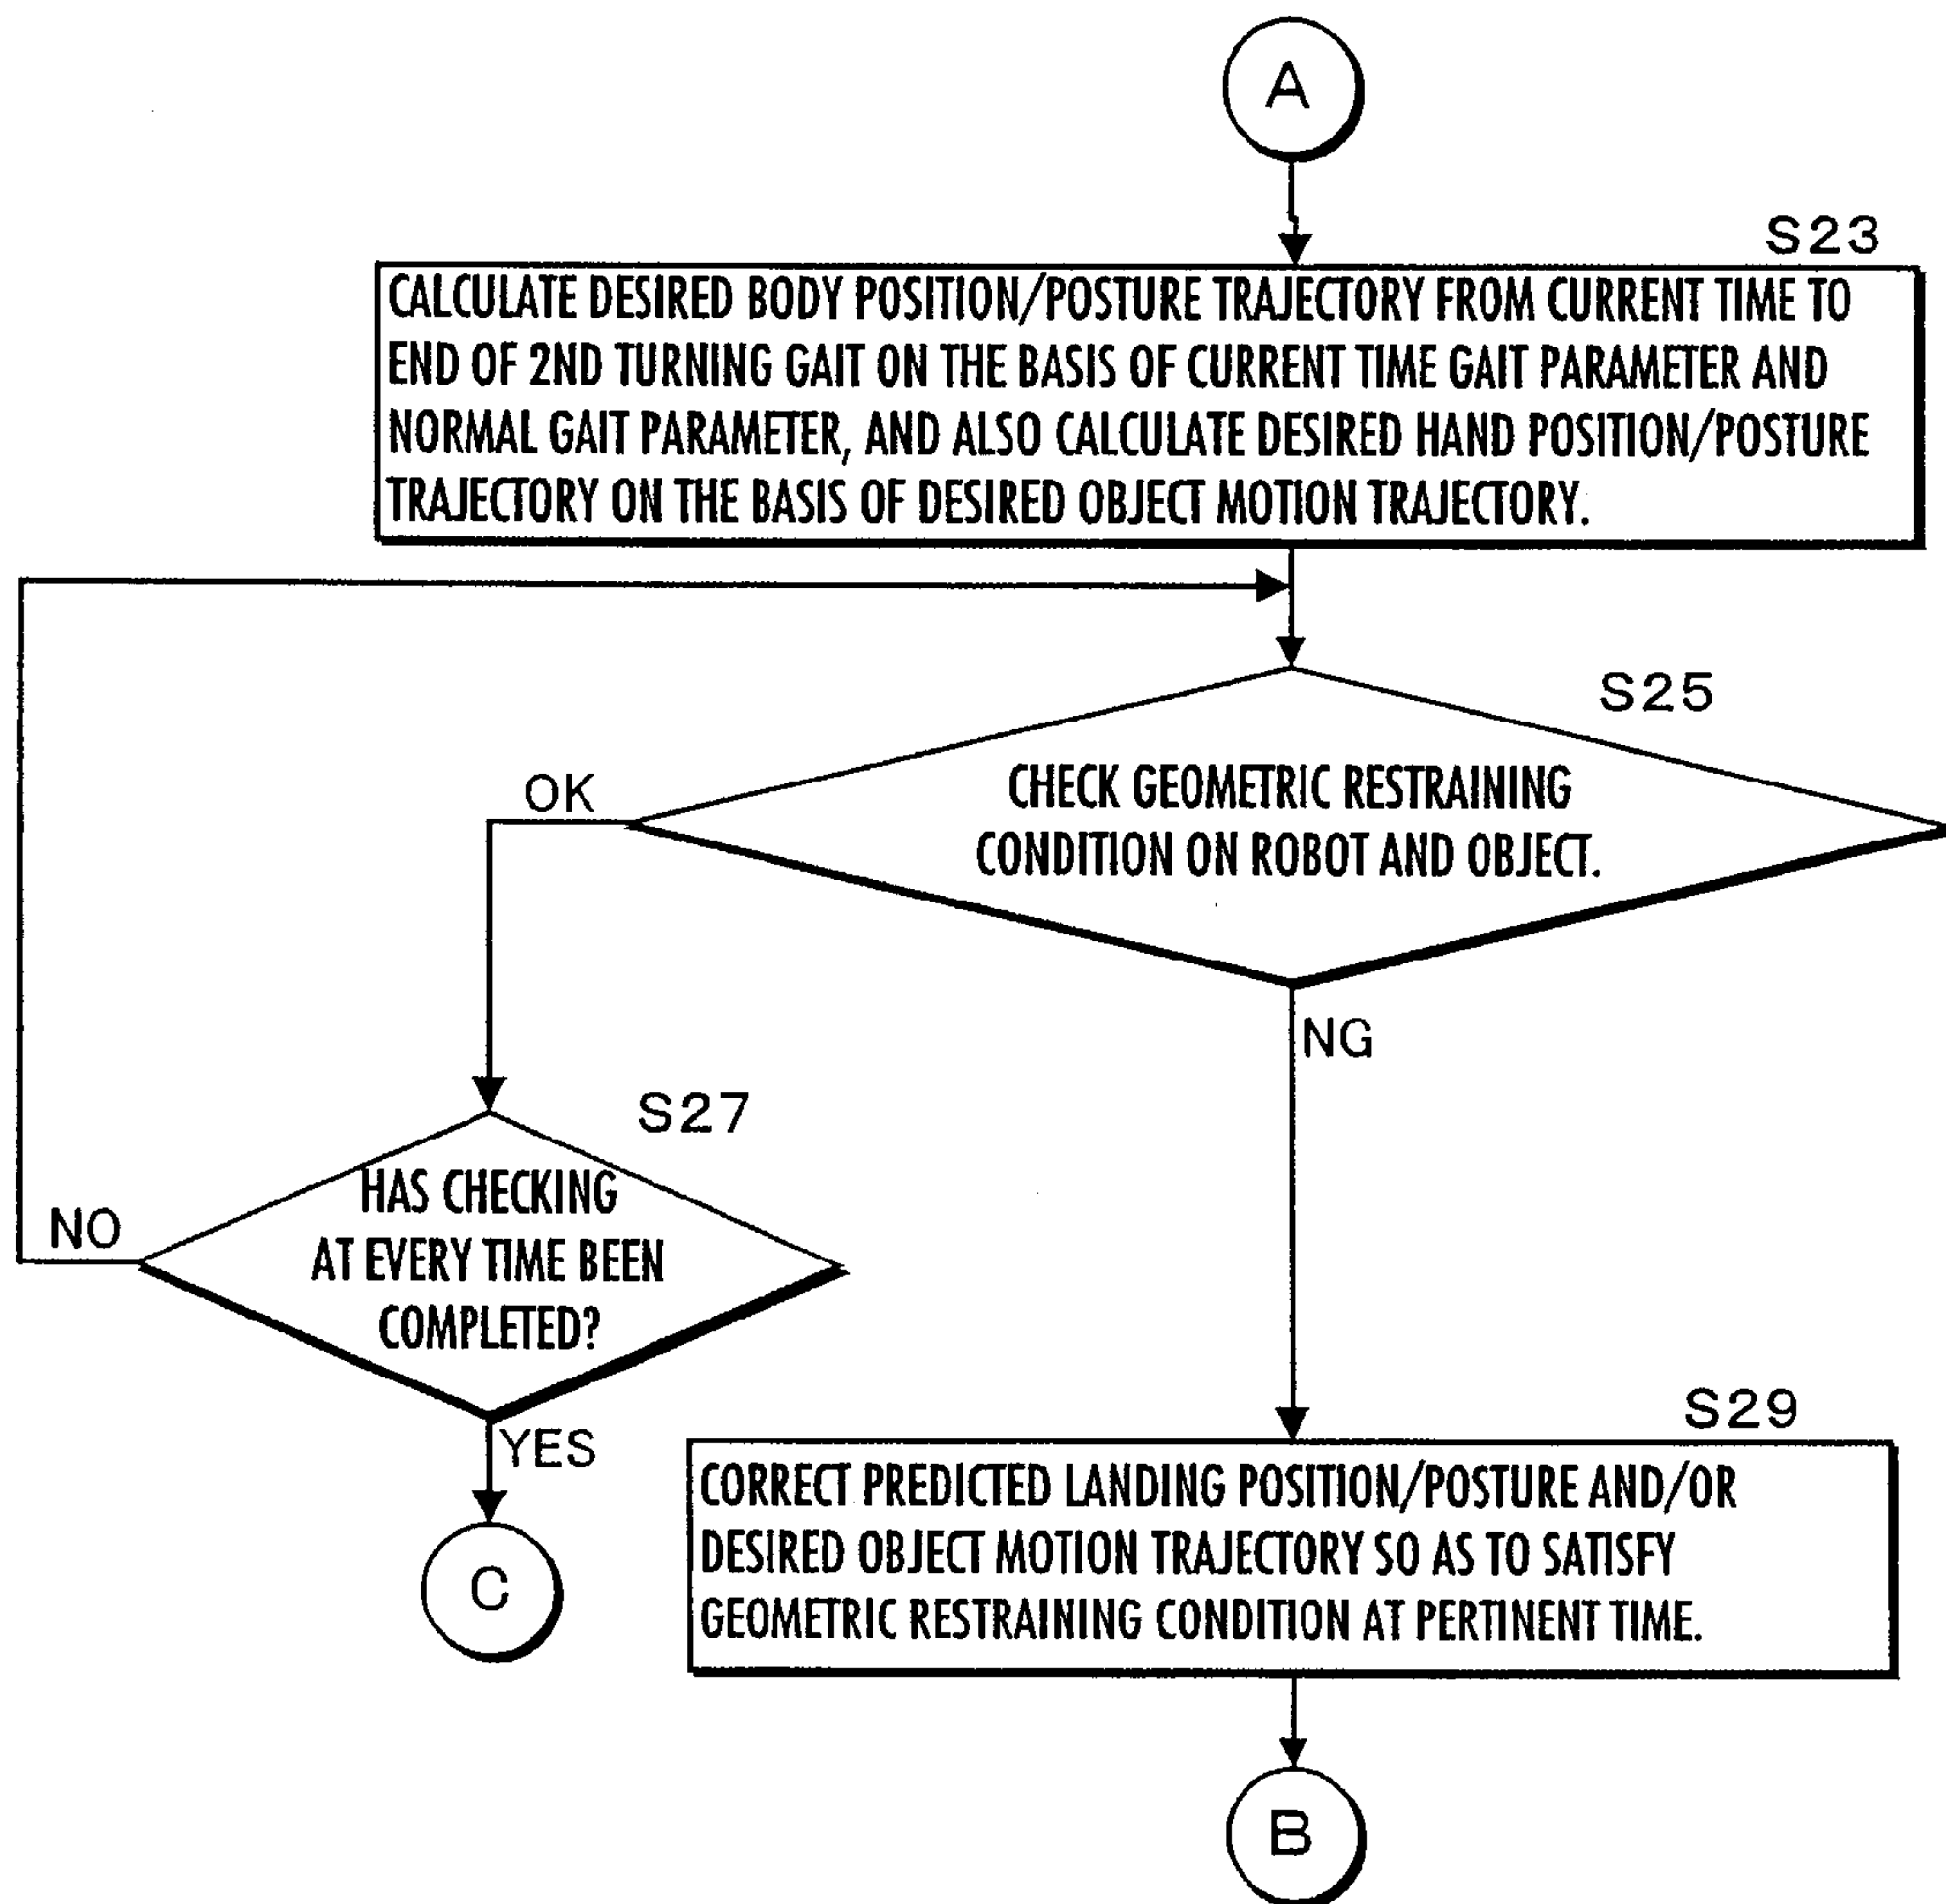 A
S23
CALCULATE DESIRED BODY POSITION/POSTURE TRAJECTORY FROM CURRENT TIME TO
END OF 2ND TURNING GAIT ON THE BASIS OF CURRENT TIME GAIT PARAMETER AND
NORMAL GAIT PARAMETER, AND ALSO CALCULATE DESIRED HAND POSITION/POSTURE
TRAJECTORY ON THE BASIS OF DESIRED OBJECT MOTION TRAJECTORY.
S25
OK
CHECK GEOMETRIC RESTRAINING
CONDITION ON ROBOT AND OBJECT.
NG
S27
HAS CHECKING
AT EVERY TIME BEEN
COMPLETED?
NO
YES
C
S29
CORRECT PREDICTED LANDING POSITION/POSTURE AND/OR
DESIRED OBJECT MOTION TRAJECTORY SO AS TO SATISFY
GEOMETRIC RESTRAINING CONDITION AT PERTINENT TIME.
B